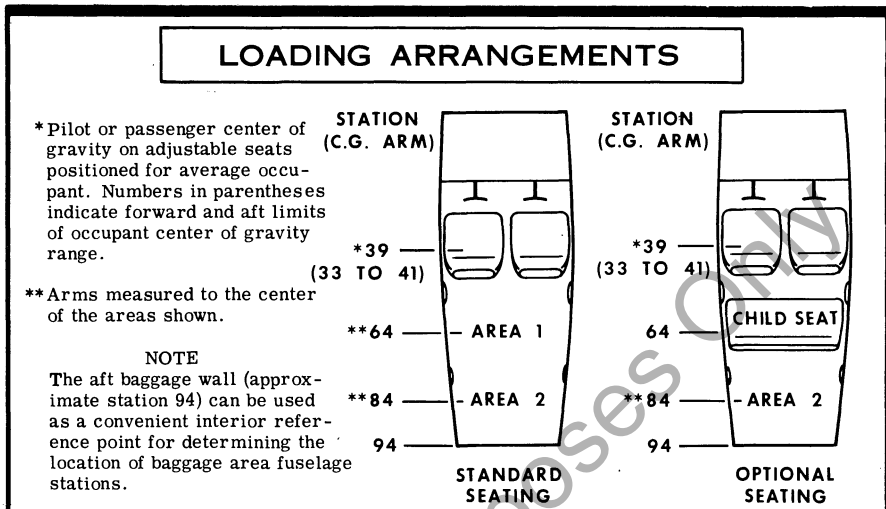 LOADING ARRANGEMENTS
*Pilot or passenger center of
gravity on adjustable seats
positioned for average occu-
pant. Numbers in parentheses
indicate forward and aft limits
of occupant center of gravity
range.
**Arms measured to the center
of the areas shown.
NOTE
The aft baggage wall (approx-
imate station 94) can be used
as a convenient interior refer-
ence point for determining the
location of baggage area fuselage
stations.
STATION
(C.G. ARM)
*39
(33 TO 41)
**64
AREA 1
**84
AREA 2
94
STANDARD
SEATING
STATION
(C.G. ARM)
*39
(33 TO 41)
64
CHILD SEAT
**84
AREA 2
94
OPTIONAL
SEATING
oses Only